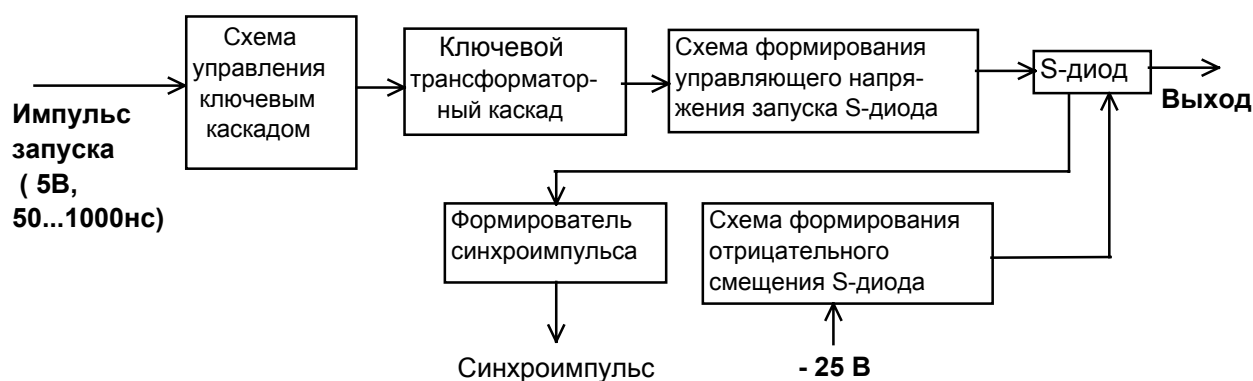 Схема
управления
ключевым
каскадом
Ключевой
трансформатор-
ный каскад
Схема формирования
управляющего напря-
жения запуска S-диода
S-диод
Выход
Импульс
запуска
( 5В,
50...1000нс)
Формирователь
синхроимпульса
Схема формирования
отрицательного
смещения S-диода
Синхроимпульс
- 25 В